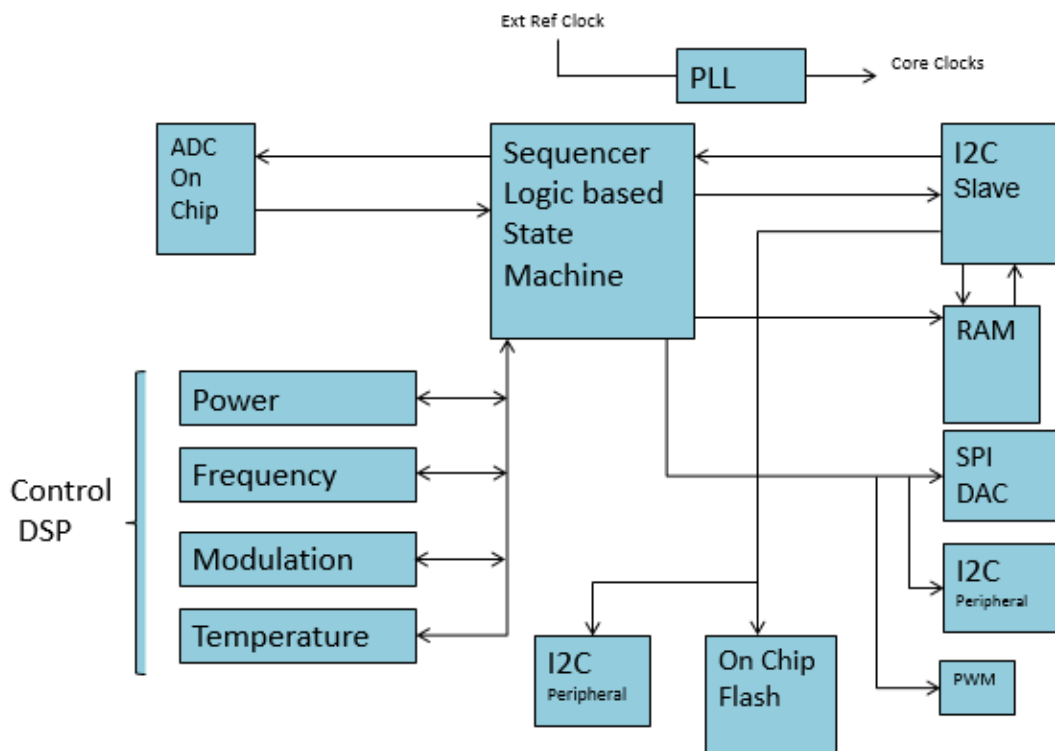 Ext Ref Clock
PLL
Core Clocks
ADC
On
Chip
Sequencer
Logic based
State
Machine
I2C
Slave
RAM
Power
Frequency
Modulation
Temperature
Control
DSP
SPI
DAC
I2C
Peripheral
PWM
I2C
Peripheral
On Chip
Flash